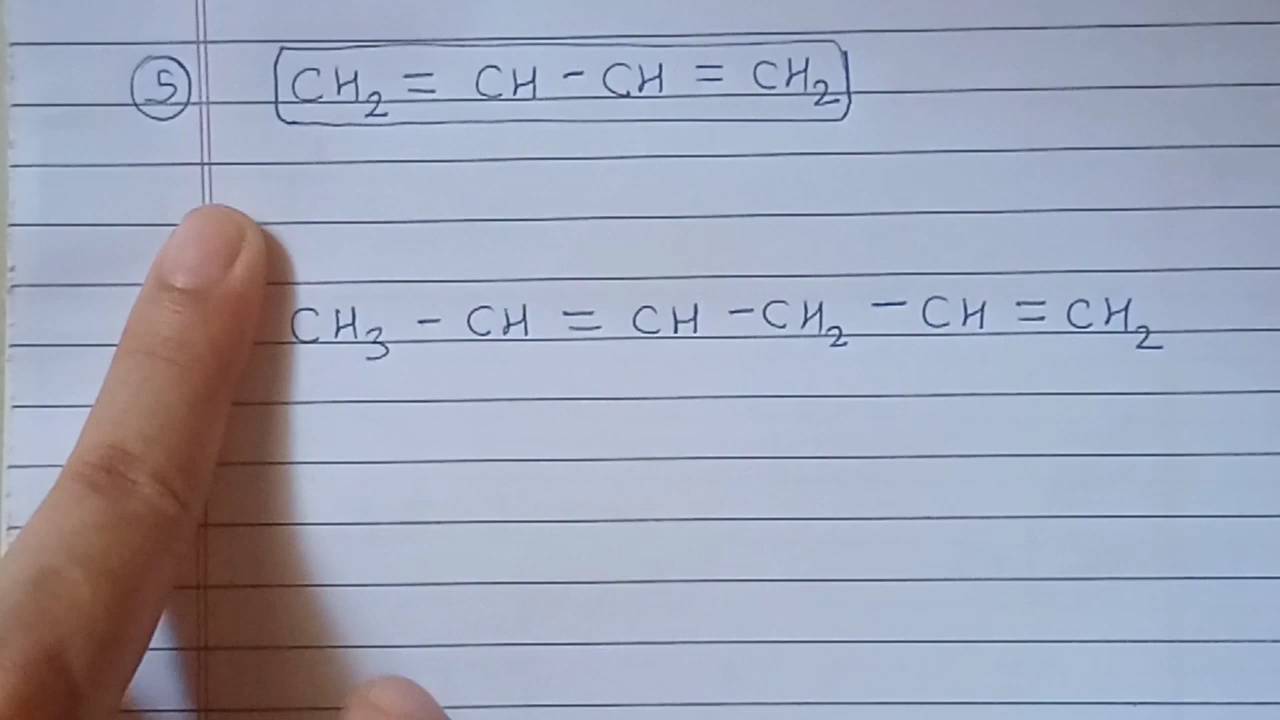 ⑤ CH₂ = CH - CH = CH₂
CH₃ - CH = CH - CH₂ - CH = CH₂